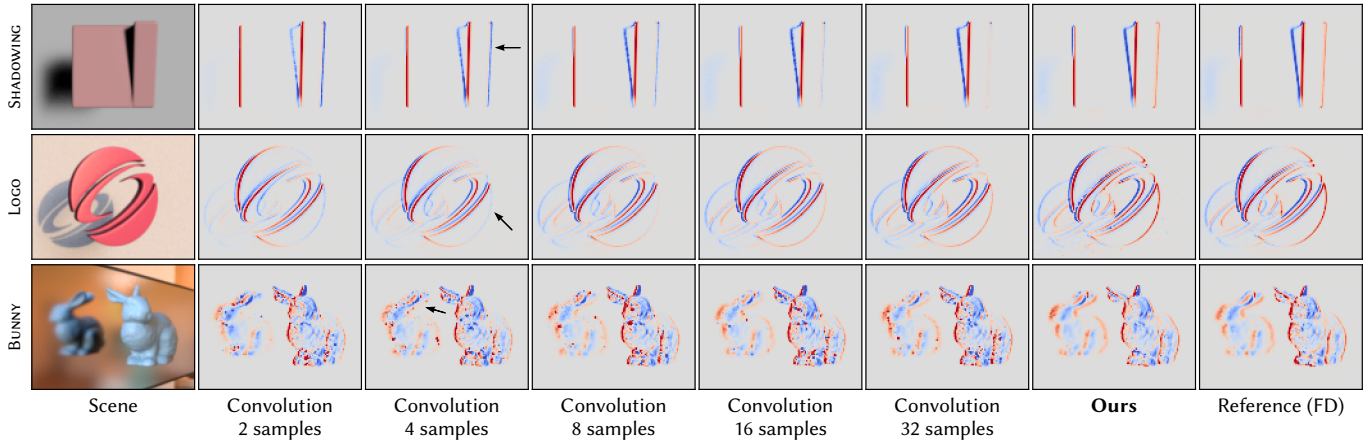 SHADOWING
LOGO
BUNNY
Scene
Convolution
2 samples
Convolution
4 samples
Convolution
8 samples
Convolution
16 samples
Convolution
32 samples
Ours
Reference (FD)